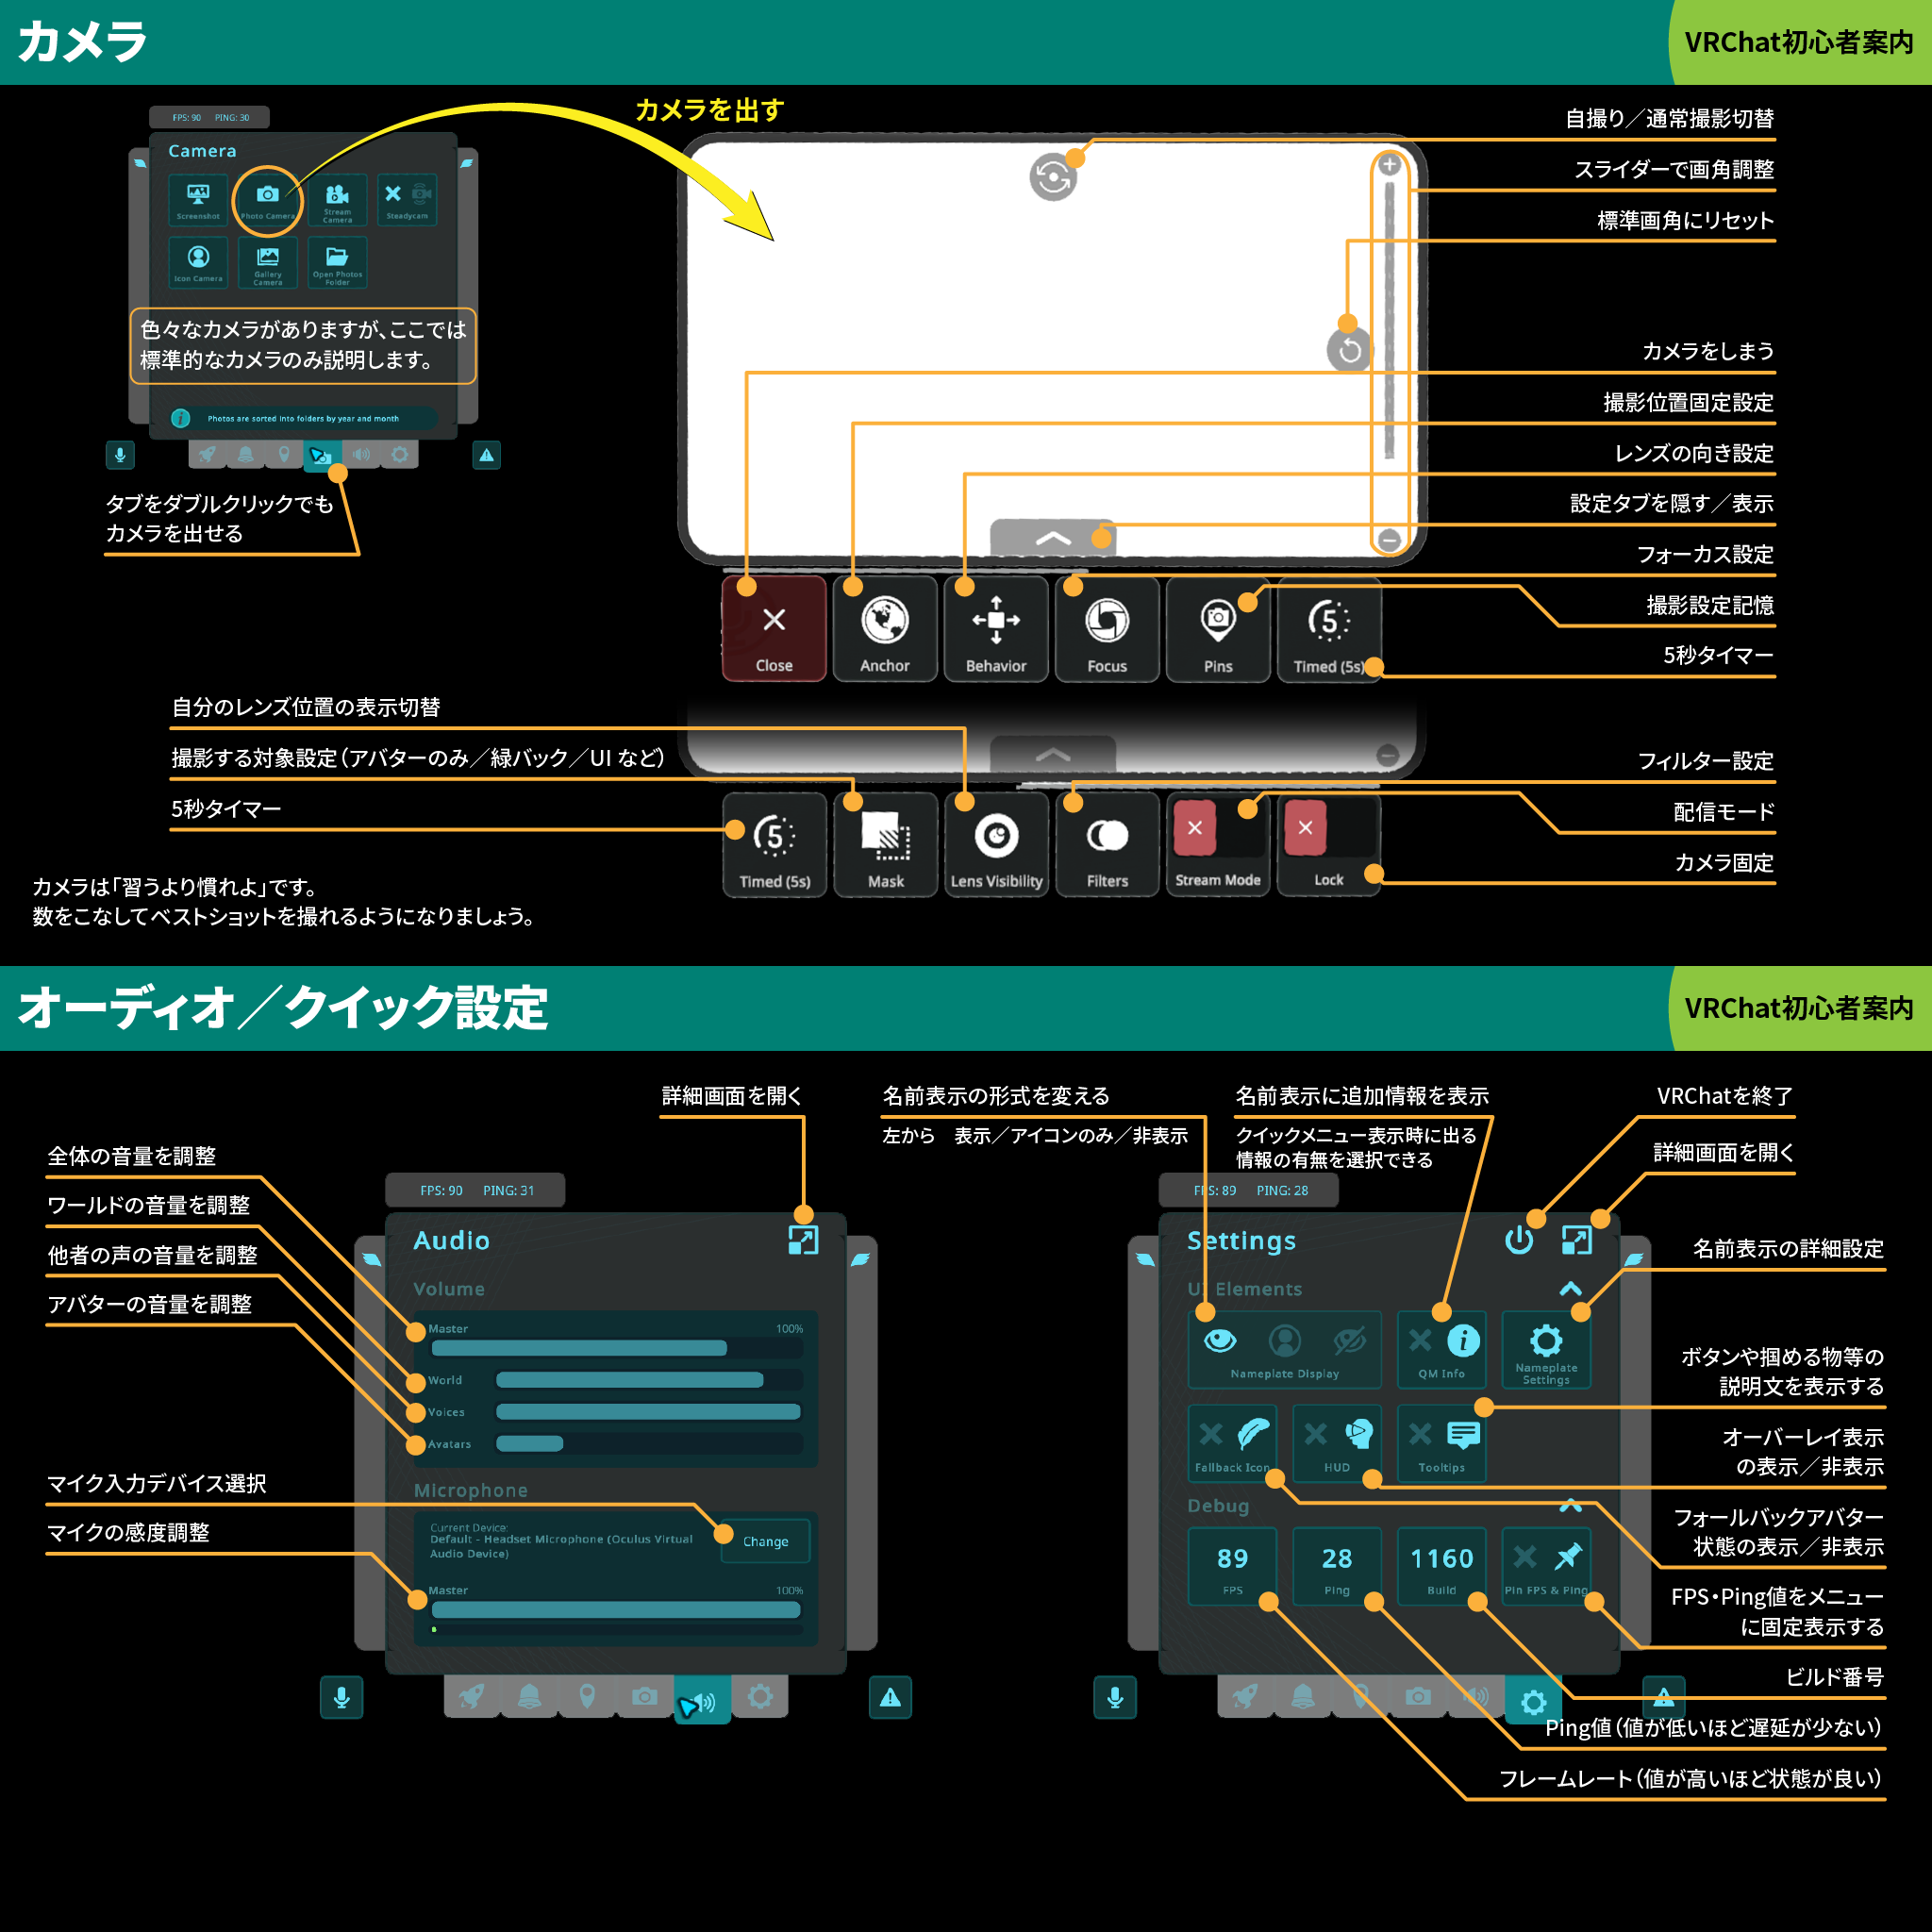 カメラ
VRChat初心者案内
カメラを出す
FPS: 90 PING: 30
Camera
Screenshot
Photo Camera
Stream
Camera
Steadycam
Icon Camera
Gallery
Camera
Open Photos
Folder
色々なカメラがありますが、ここでは
標準的なカメラのみ説明します。
Photos are sorted into folders by year and month
タブをダブルクリックでも
カメラを出せる
自撮り／通常撮影切替
スライダーで画角調整
標準画角にリセット
カメラをしまう
撮影位置固定設定
レンズの向き設定
設定タブを隠す／表示
フォーカス設定
撮影設定記憶
5秒タイマー
Close
Anchor
Behavior
Focus
Pins
5
Timed (5s)
自分のレンズ位置の表示切替
撮影する対象設定（アバターのみ／緑バック／UI など）
5秒タイマー
フィルター設定
配信モード
カメラ固定
5
Timed (5s)
Mask
Lens Visibility
Filters
Stream Mode
Lock
カメラは「習うより慣れよ」です。
数をこなしてベストショットを撮れるようになりましょう。
オーディオ／クイック設定
VRChat初心者案内
詳細画面を開く
全体の音量を調整
ワールドの音量を調整
他者の声の音量を調整
アバターの音量を調整
マイク入力デバイス選択
マイクの感度調整
FPS: 90 PING: 31
Audio
Volume
Master 100%
World
Voices
Avatars
Microphone
Current Device:
Default - Headset Microphone (Oculus Virtual
Audio Device)
Change
Master 100%
名前表示の形式を変える
左から　表示／アイコンのみ／非表示
名前表示に追加情報を表示
クイックメニュー表示時に出る
情報の有無を選択できる
VRChatを終了
詳細画面を開く
名前表示の詳細設定
ボタンや掴める物等の
説明文を表示する
オーバーレイ表示
の表示／非表示
フォールバックアバター
状態の表示／非表示
FPS・Ping値をメニュー
に固定表示する
ビルド番号
Ping値（値が低いほど遅延が少ない）
フレームレート（値が高いほど状態が良い）
FPS: 89 PING: 28
Settings
UI Elements
Nameplate Display
QM Info
Nameplate
Settings
Fallback Icon
HUD
Tooltips
Debug
89
FPS
28
Ping
1160
Build
Pin FPS & Ping